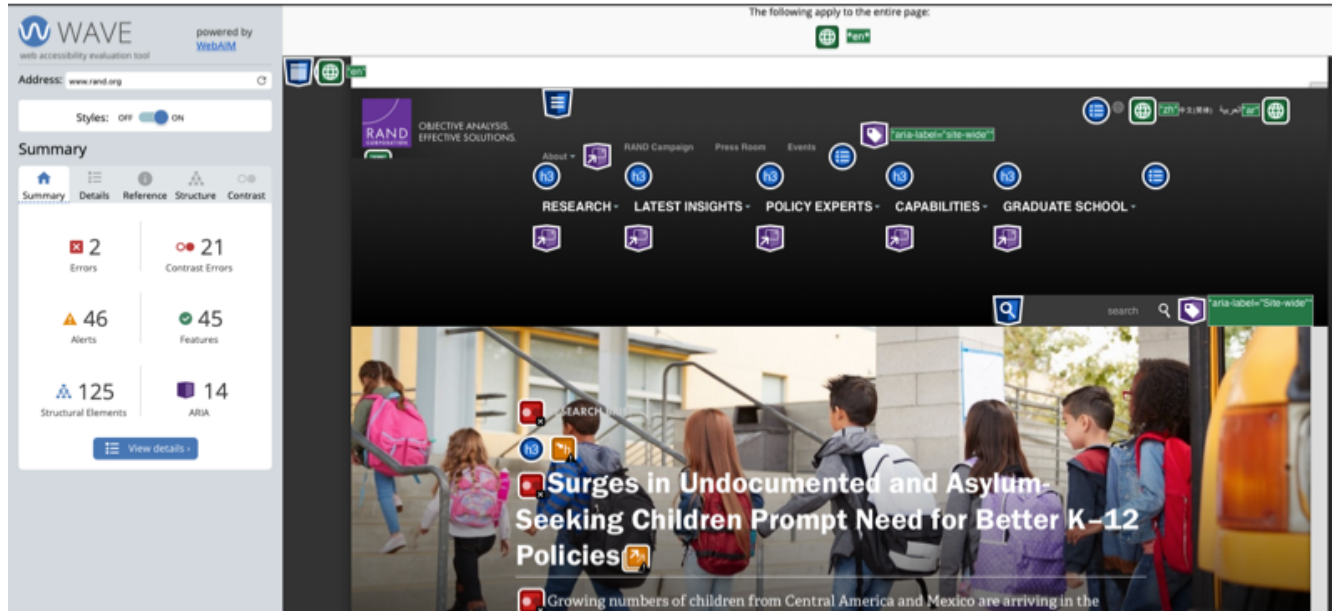 The following apply to the entire page:
*en*
WAVE
web accessibility evaluation tool
powered by
WebAIM
Address: www.rand.org
Styles: OFF ON
Summary
Summary Details Reference Structure Contrast
2
Errors
21
Contrast Errors
46
Alerts
45
Features
125
Structural Elements
14
ARIA
View details ›
"en"
RAND
CORPORATION
OBJECTIVE ANALYSIS.
EFFECTIVE SOLUTIONS.
"zh" 中文(简体) العربية "ar"
*aria-label="site-wide"*
About RAND Campaign Press Room Events
h3 h3 h3 h3 h3
RESEARCH LATEST INSIGHTS POLICY EXPERTS CAPABILITIES GRADUATE SCHOOL
search
*aria-label="Site-wide"*
h3 h
Surges in Undocumented and Asylum-
Seeking Children Prompt Need for Better K–12
Policies
Growing numbers of children from Central America and Mexico are arriving in the